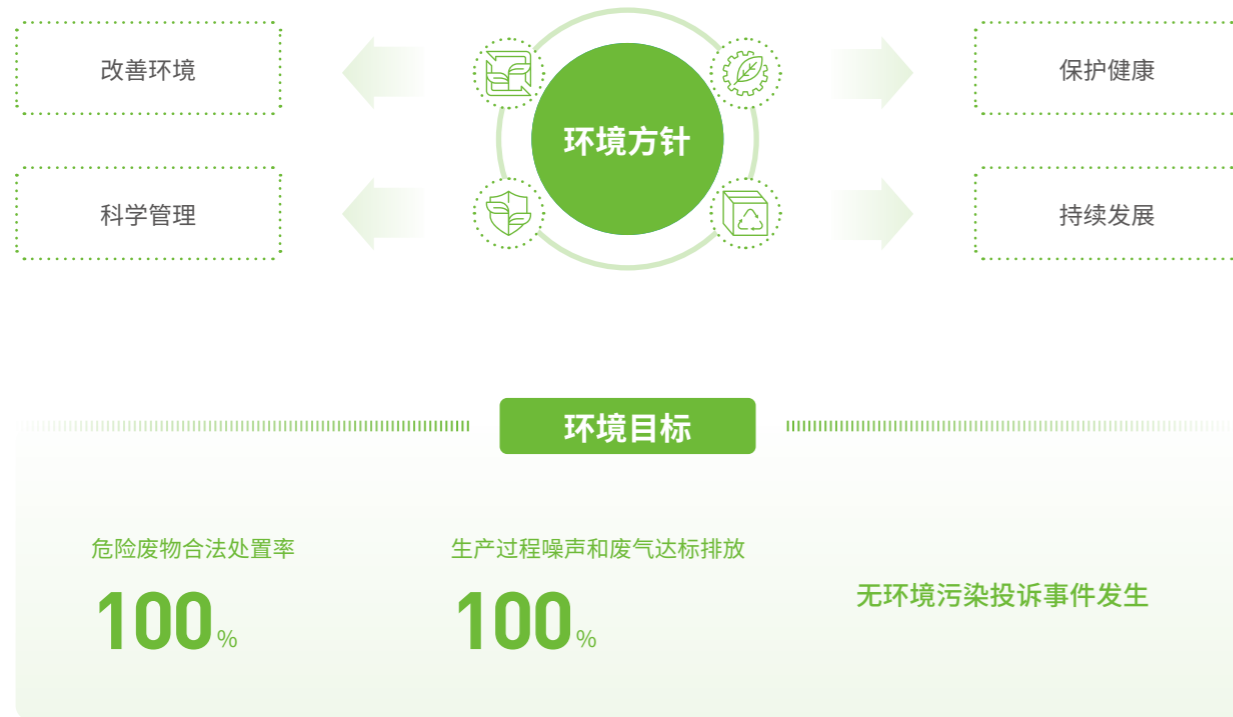 改善环境
环境方针
保护健康
科学管理
持续发展
环境目标
危险废物合法处置率
100%
生产过程噪声和废气达标排放
100%
无环境污染投诉事件发生